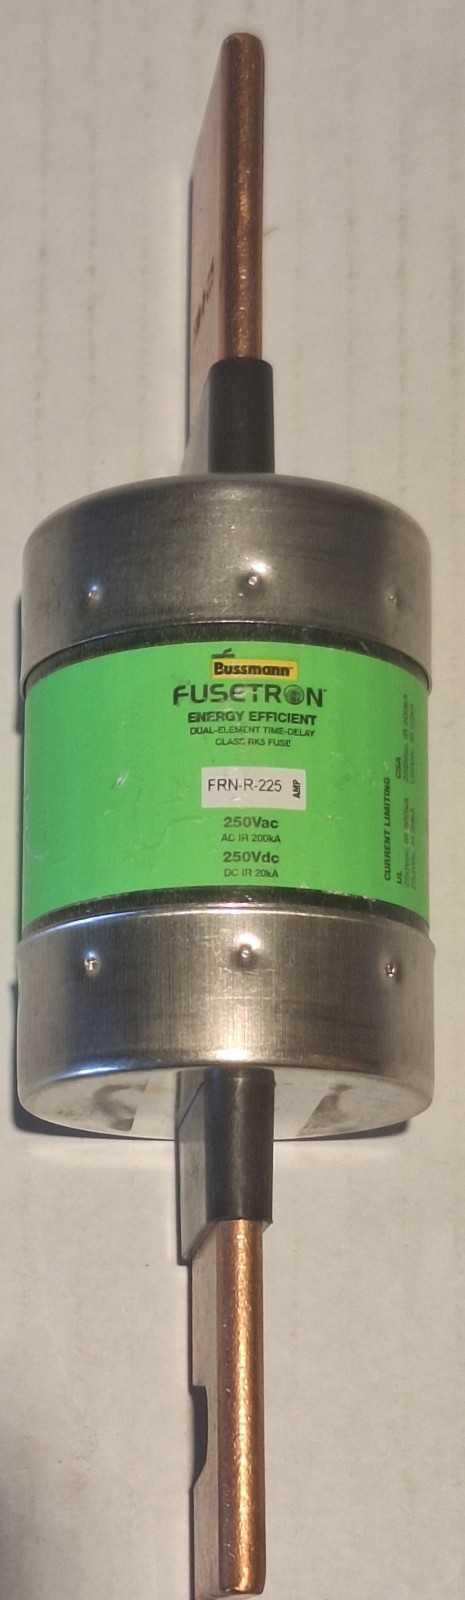 Bussmann
FUSETRON
ENERGY EFFICIENT
DUAL-ELEMENT TIME-DELAY
CLASS RK5 FUSE
FRN-R-225 AMP
250Vac
AC IR 200kA
250Vdc
DC IR 20kA
CURRENT LIMITING
UL CSA